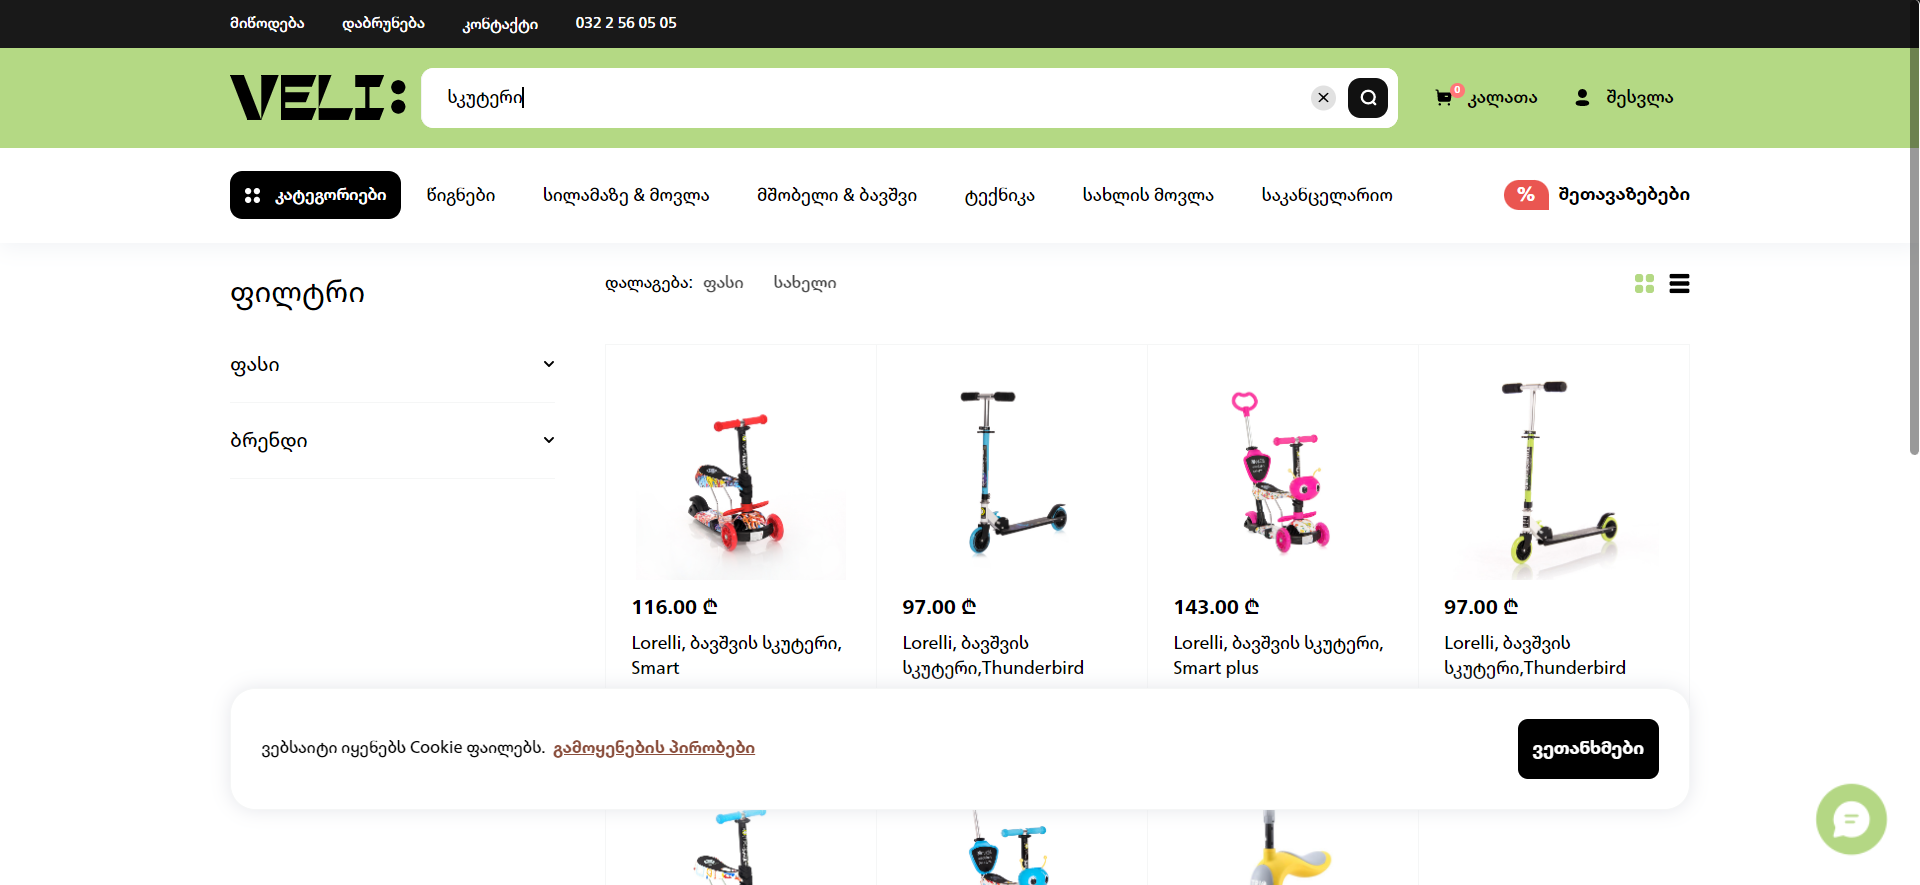 მიწოდება დაბრუნება კონტაქტი 032 2 56 05 05
VELI:
სკუტერი
0 კალათა შესვლა
კატეგორიები წიგნები სილამაზე & მოვლა მშობელი & ბავშვი ტექნიკა სახლის მოვლა საკანცელარიო % შეთავაზებები
ფილტრი
დალაგება: ფასი სახელი
ფასი
ბრენდი
116.00 ₾ 97.00 ₾ 143.00 ₾ 97.00 ₾
Lorelli, ბავშვის სკუტერი, Lorelli, ბავშვის Lorelli, ბავშვის სკუტერი, Lorelli, ბავშვის
Smart სკუტერი,Thunderbird Smart plus სკუტერი,Thunderbird
ვებსაიტი იყენებს Cookie ფაილებს. გამოყენების პირობები ვეთანხმები